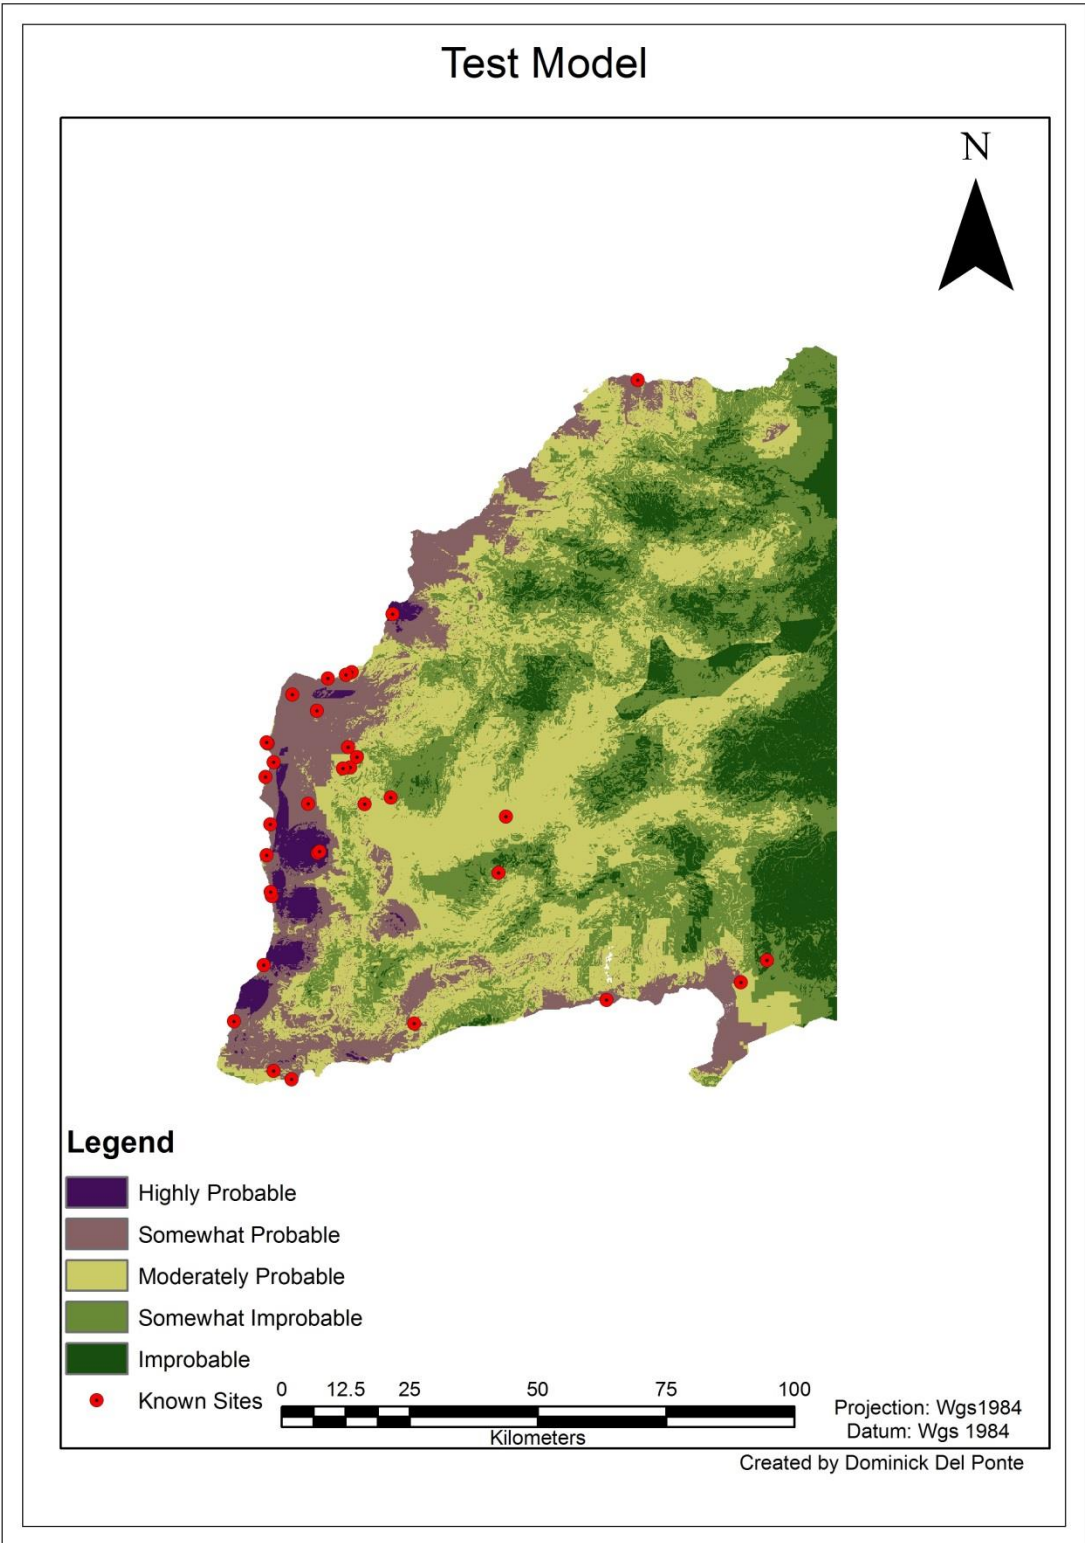 Test Model
N
Legend
Highly Probable
Somewhat Probable
Moderately Probable
Somewhat Improbable
Improbable
Known Sites
0 12.5 25 50 75 100
Kilometers
Projection: Wgs1984
Datum: Wgs 1984
Created by Dominick Del Ponte